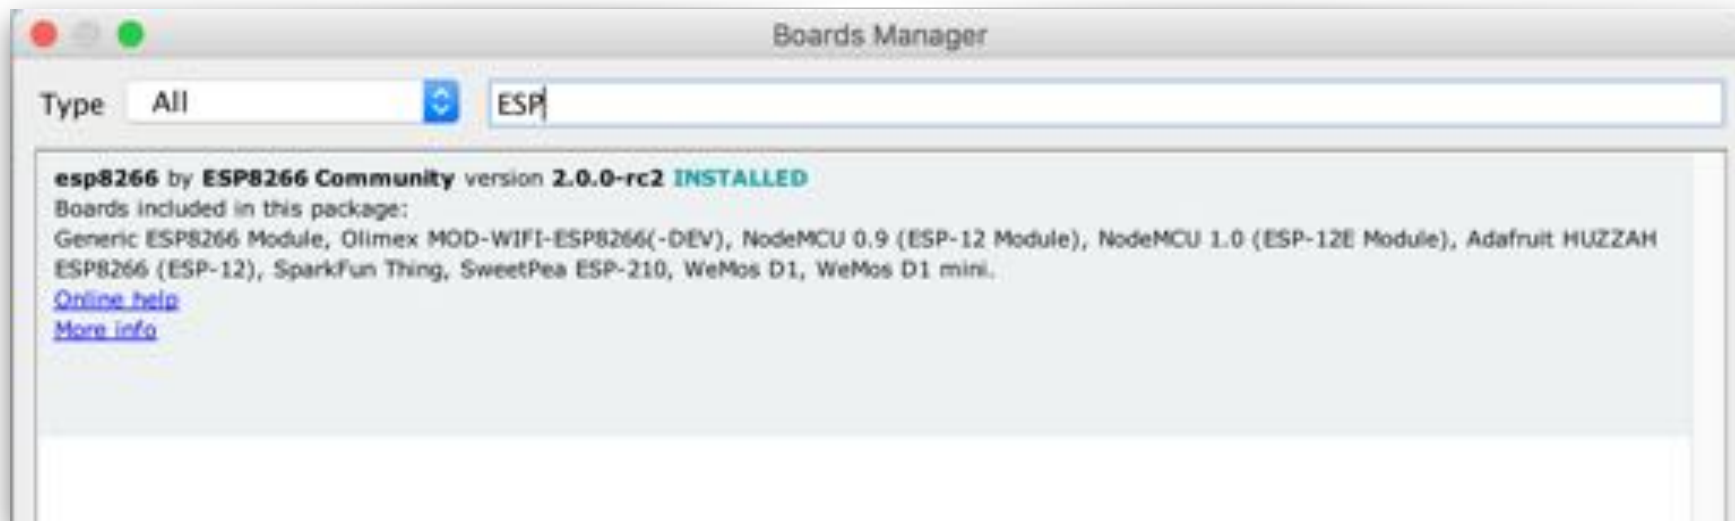 Boards Manager
Type All ESP
esp8266 by ESP8266 Community version 2.0.0-rc2 INSTALLED
Boards included in this package:
Generic ESP8266 Module, Olimex MOD-WIFI-ESP8266(-DEV), NodeMCU 0.9 (ESP-12 Module), NodeMCU 1.0 (ESP-12E Module), Adafruit HUZZAH
ESP8266 (ESP-12), SparkFun Thing, SweetPea ESP-210, WeMos D1, WeMos D1 mini.
Online help
More info